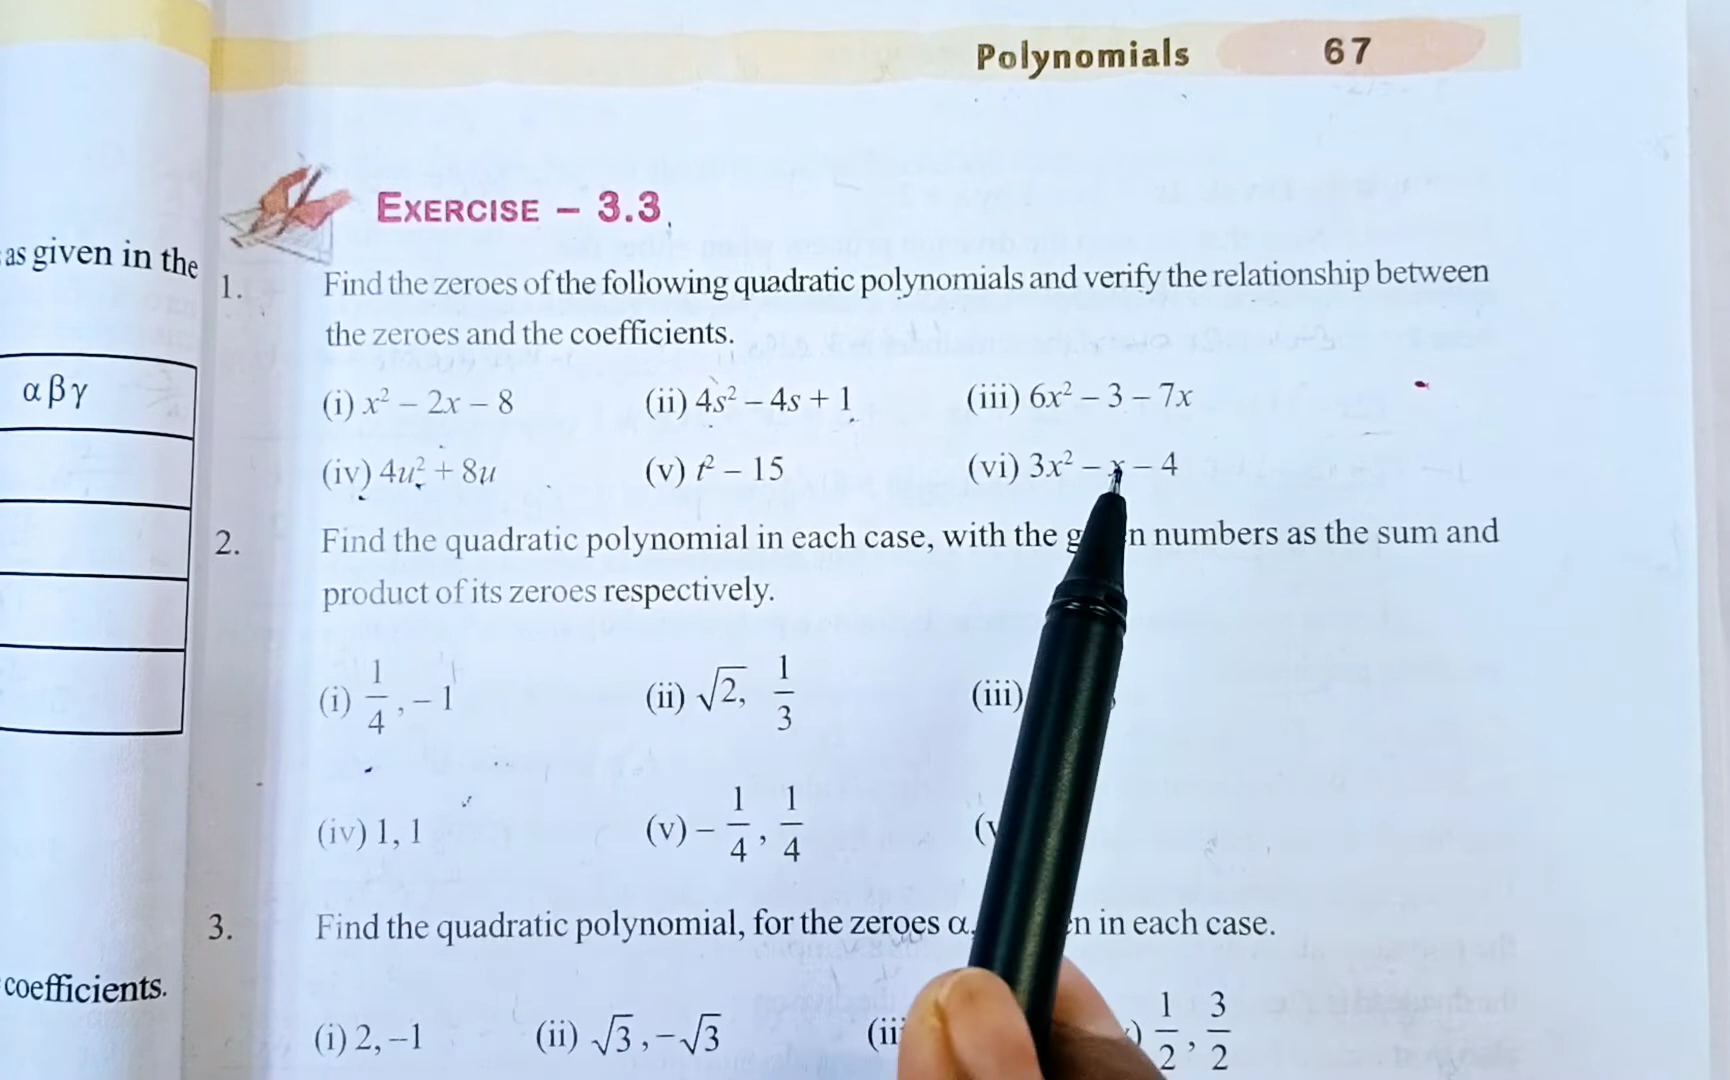 Polynomials 67
EXERCISE – 3.3
as given in the
1. Find the zeroes of the following quadratic polynomials and verify the relationship between
the zeroes and the coefficients.
αβγ
(i) x² – 2x – 8 (ii) 4s² – 4s + 1 (iii) 6x² – 3 – 7x
(iv) 4u² + 8u (v) t² – 15 (vi) 3x² – x – 4
2. Find the quadratic polynomial in each case, with the numbers as the sum and
product of its zeroes respectively.
(i) 1/4, – 1 (ii) √2, 1/3 (iii)
(iv) 1, 1 (v) – 1/4, 1/4
3. Find the quadratic polynomial, for the zeroes α, in each case.
coefficients.
(i) 2, –1 (ii) √3, –√3 1/2, 3/2